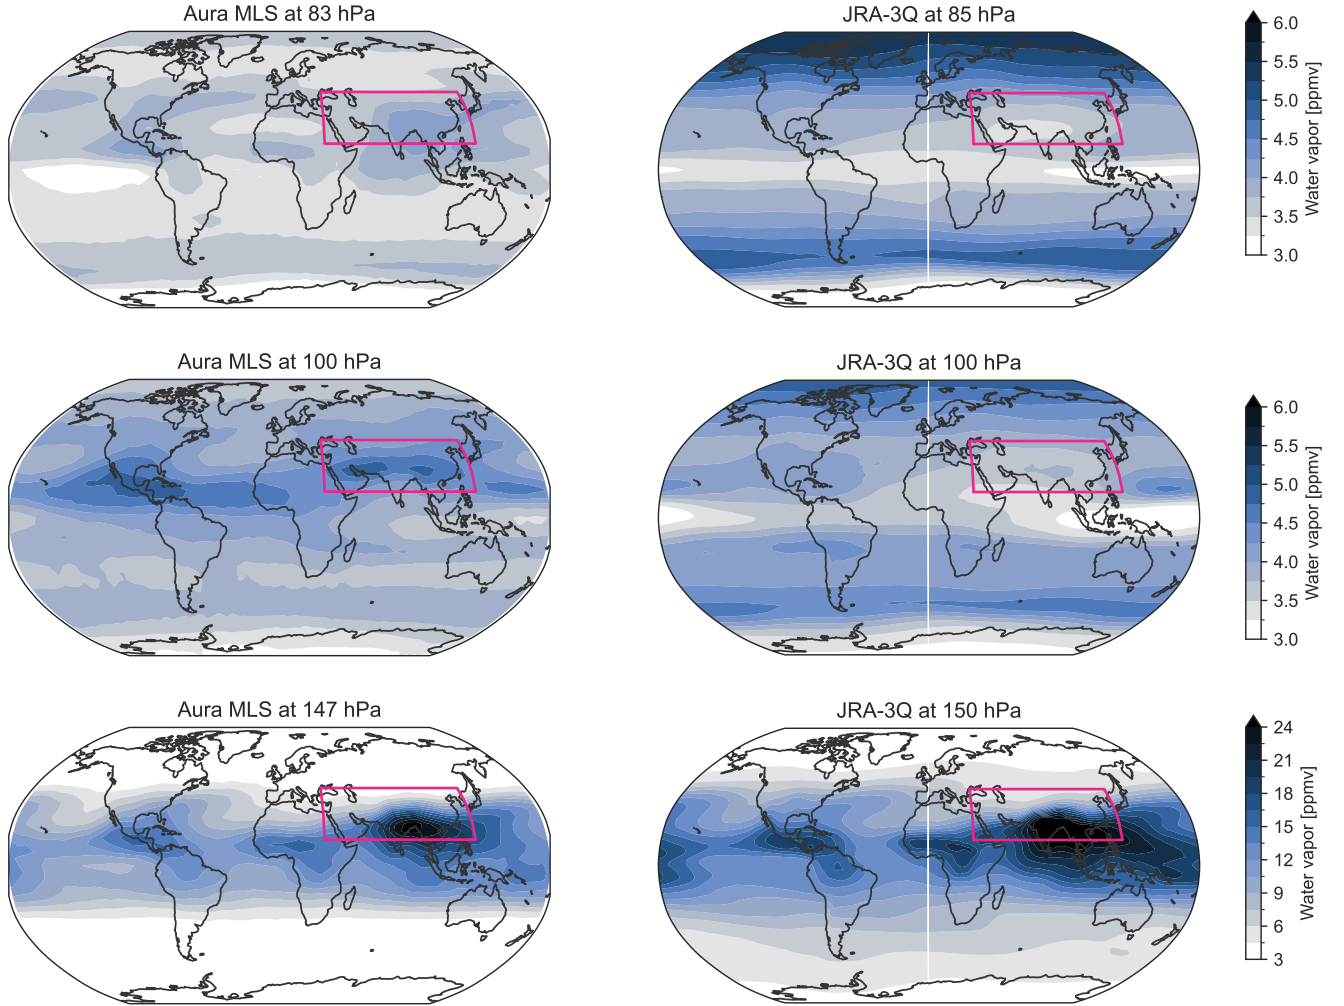 Aura MLS at 83 hPa
JRA-3Q at 85 hPa
6.0
5.5
5.0
4.5
4.0
3.5
3.0
Water vapor [ppmv]
Aura MLS at 100 hPa
JRA-3Q at 100 hPa
6.0
5.5
5.0
4.5
4.0
3.5
3.0
Water vapor [ppmv]
Aura MLS at 147 hPa
JRA-3Q at 150 hPa
24
21
18
15
12
9
6
3
Water vapor [ppmv]